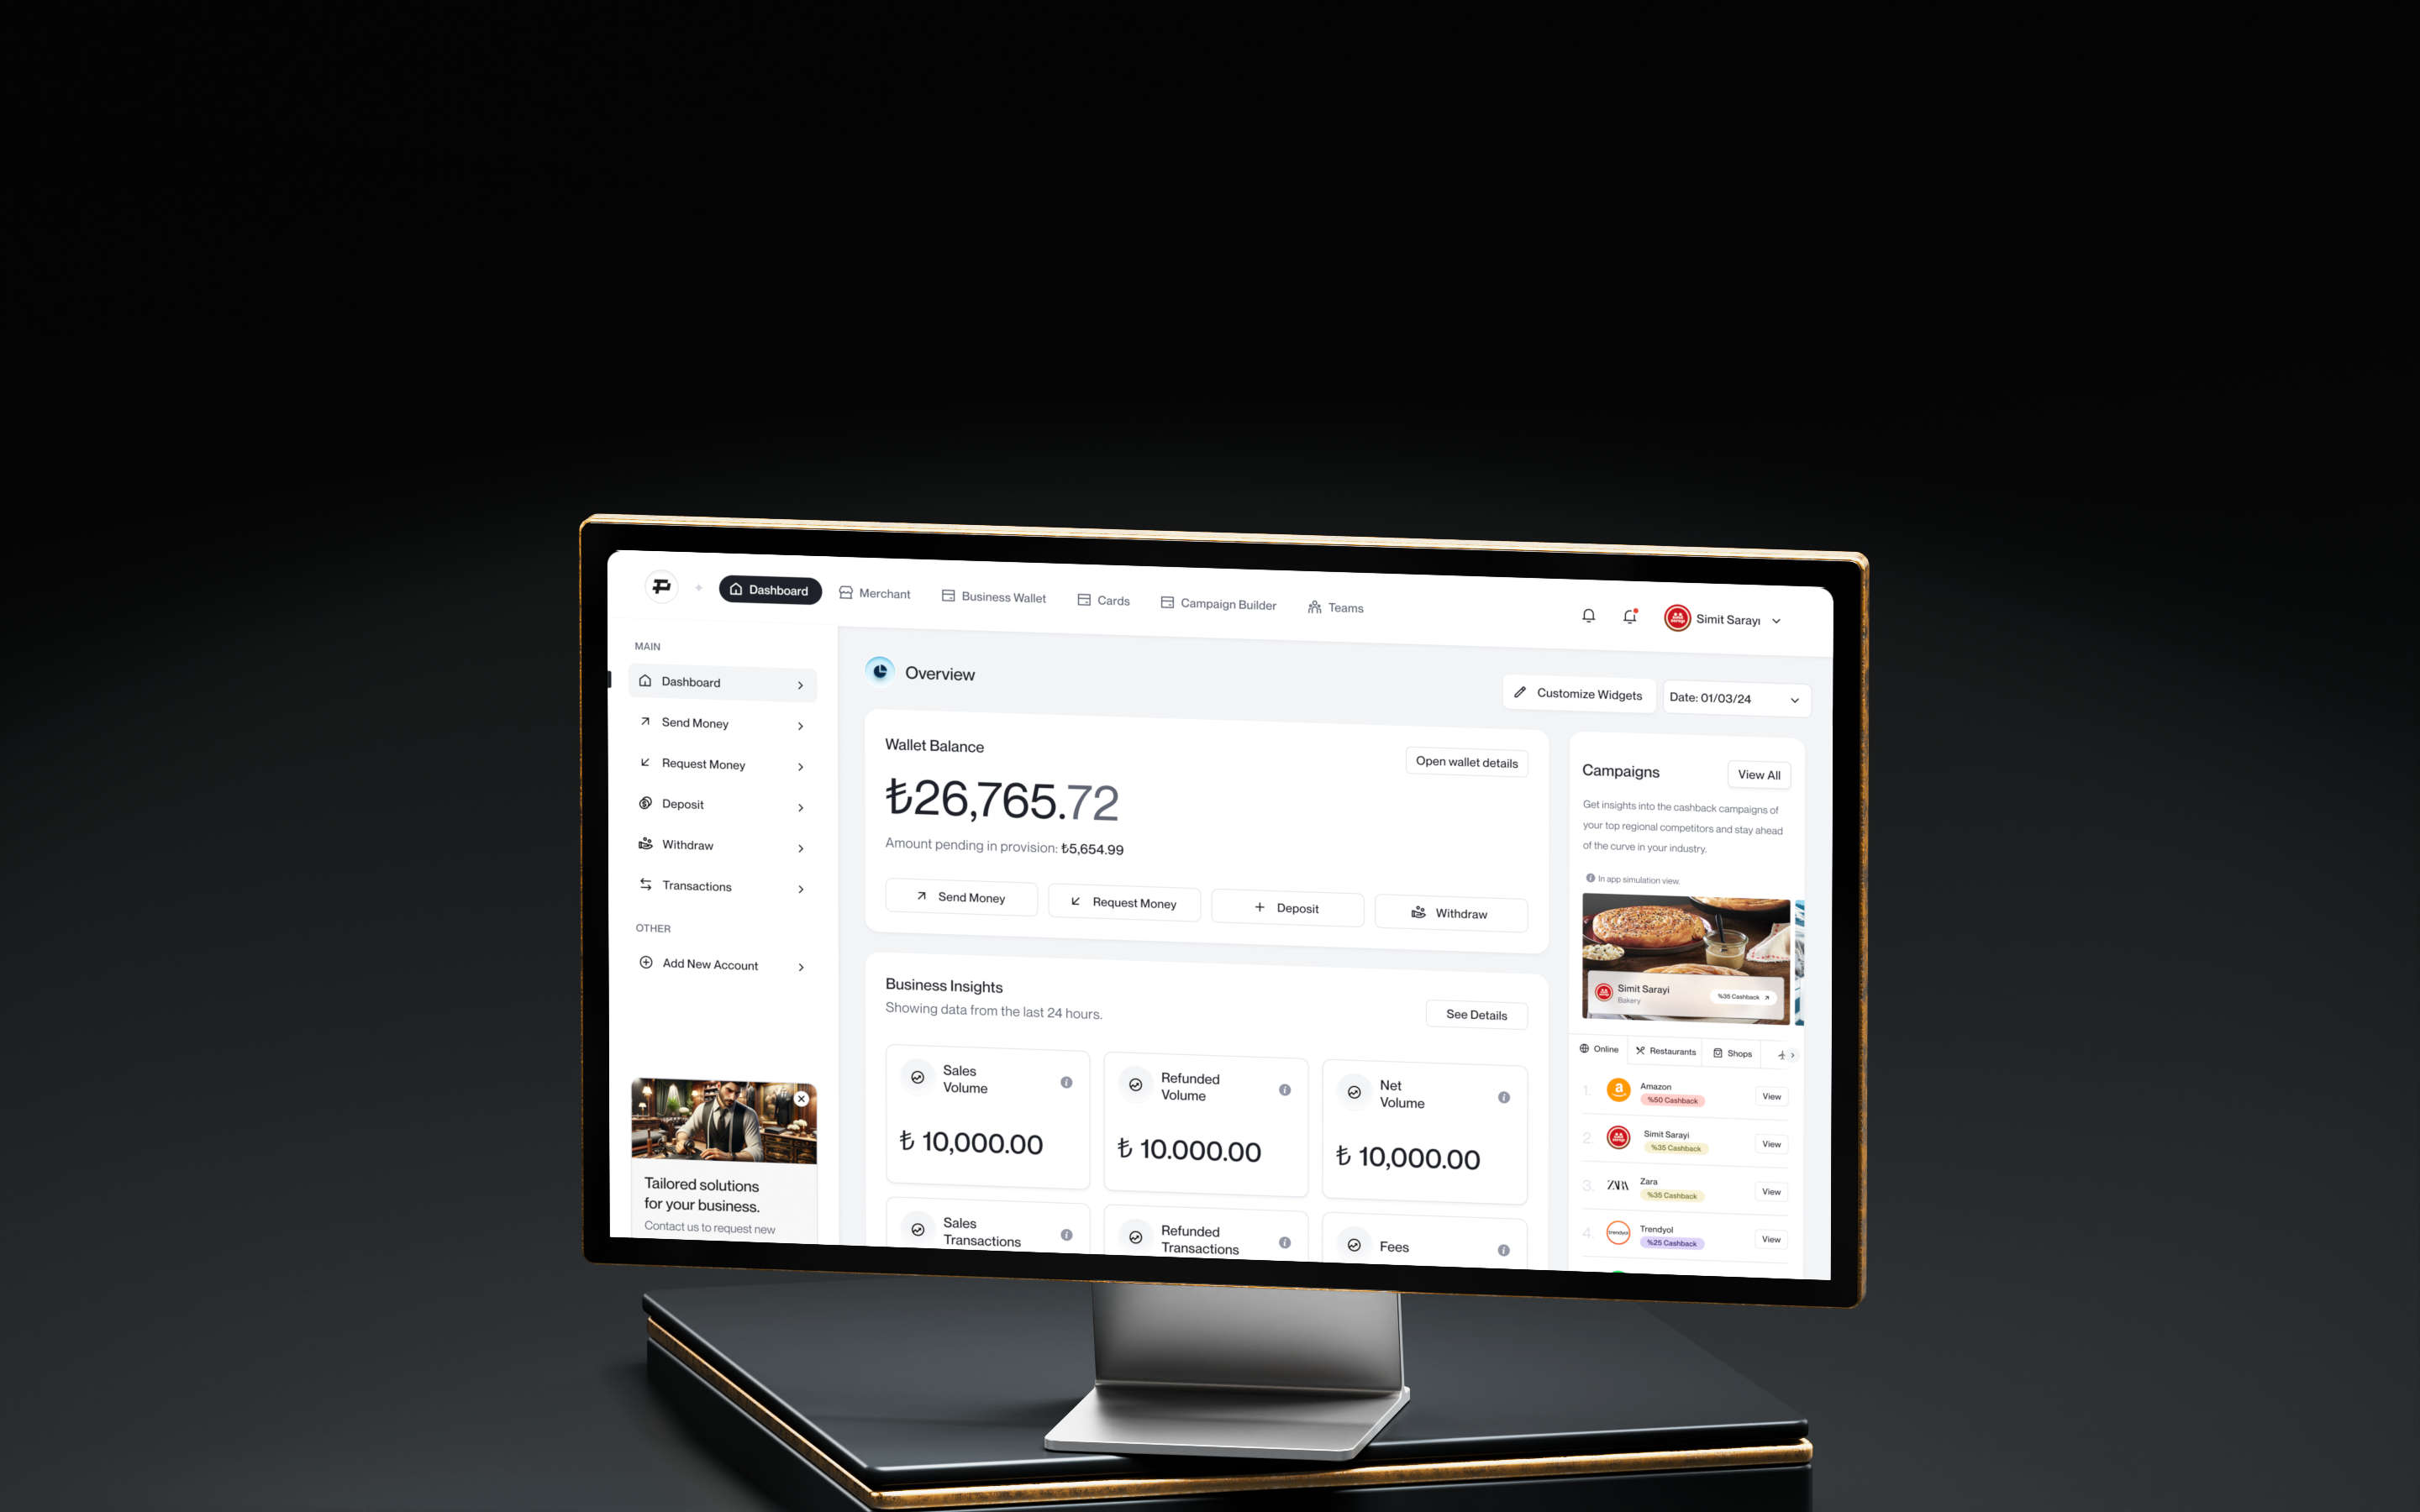 Dashboard
Merchant
Business Wallet
Cards
Campaign Builder
Teams
Simit Sarayı
MAIN
Dashboard
Send Money
Request Money
Deposit
Withdraw
Transactions
OTHER
Add New Account
Tailored solutions
for your business.
Contact us to request new
Overview
Customize Widgets
Date: 01/03/24
Wallet Balance
Open wallet details
₺26,765.72
Amount pending in provision: ₺5,654.99
Send Money
Request Money
Deposit
Withdraw
Business Insights
Showing data from the last 24 hours.
See Details
Sales
Volume
₺ 10,000.00
Refunded
Volume
₺ 10.000.00
Net
Volume
₺ 10,000.00
Sales
Transactions
Refunded
Transactions
Fees
Campaigns
View All
Get insights into the cashback campaigns of
your top regional competitors and stay ahead
of the curve in your industry.
In app simulation view.
Simit Sarayi
Bakery
%35 Cashback
Online
Restaurants
Shops
1.
Amazon
%50 Cashback
View
2.
Simit Sarayi
%35 Cashback
View
3.
ZARA
Zara
%35 Cashback
View
4.
trendyol
Trendyol
%25 Cashback
View